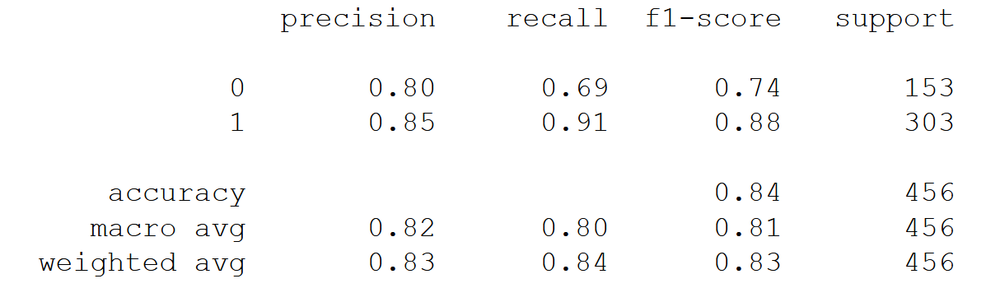 precision recall f1-score support
0 0.80 0.69 0.74 153
1 0.85 0.91 0.88 303
accuracy 0.84 456
macro avg 0.82 0.80 0.81 456
weighted avg 0.83 0.84 0.83 456